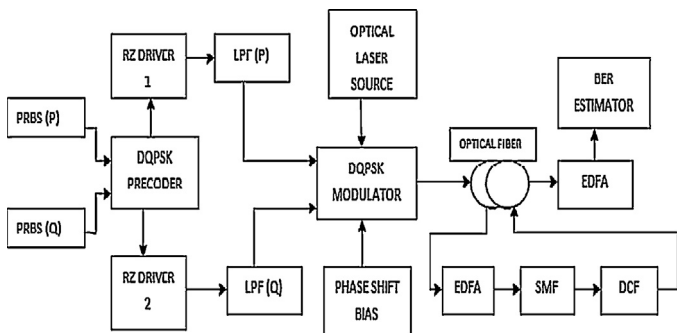 RZ DRIVER
1
LPF (P)
OPTICAL
LASER
SOURCE
BER
ESTIMATOR
PRBS (P)
DQPSK
PRECODER
PRBS (Q)
DQPSK
MODULATOR
OPTICAL FIBER
EDFA
RZ DRIVER
2
LPF (Q)
PHASE SHIFT
BIAS
EDFA
SMF
DCF